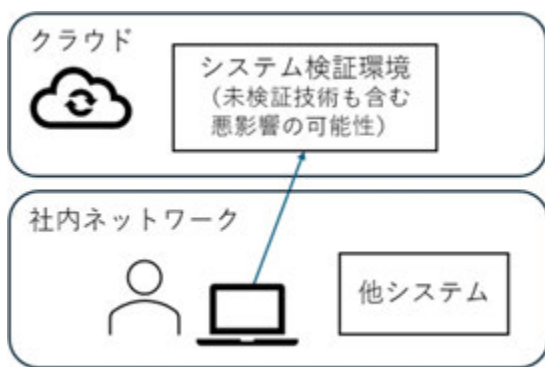 クラウド
システム検証環境
(未検証技術も含む
悪影響の可能性)
社内ネットワーク
他システム